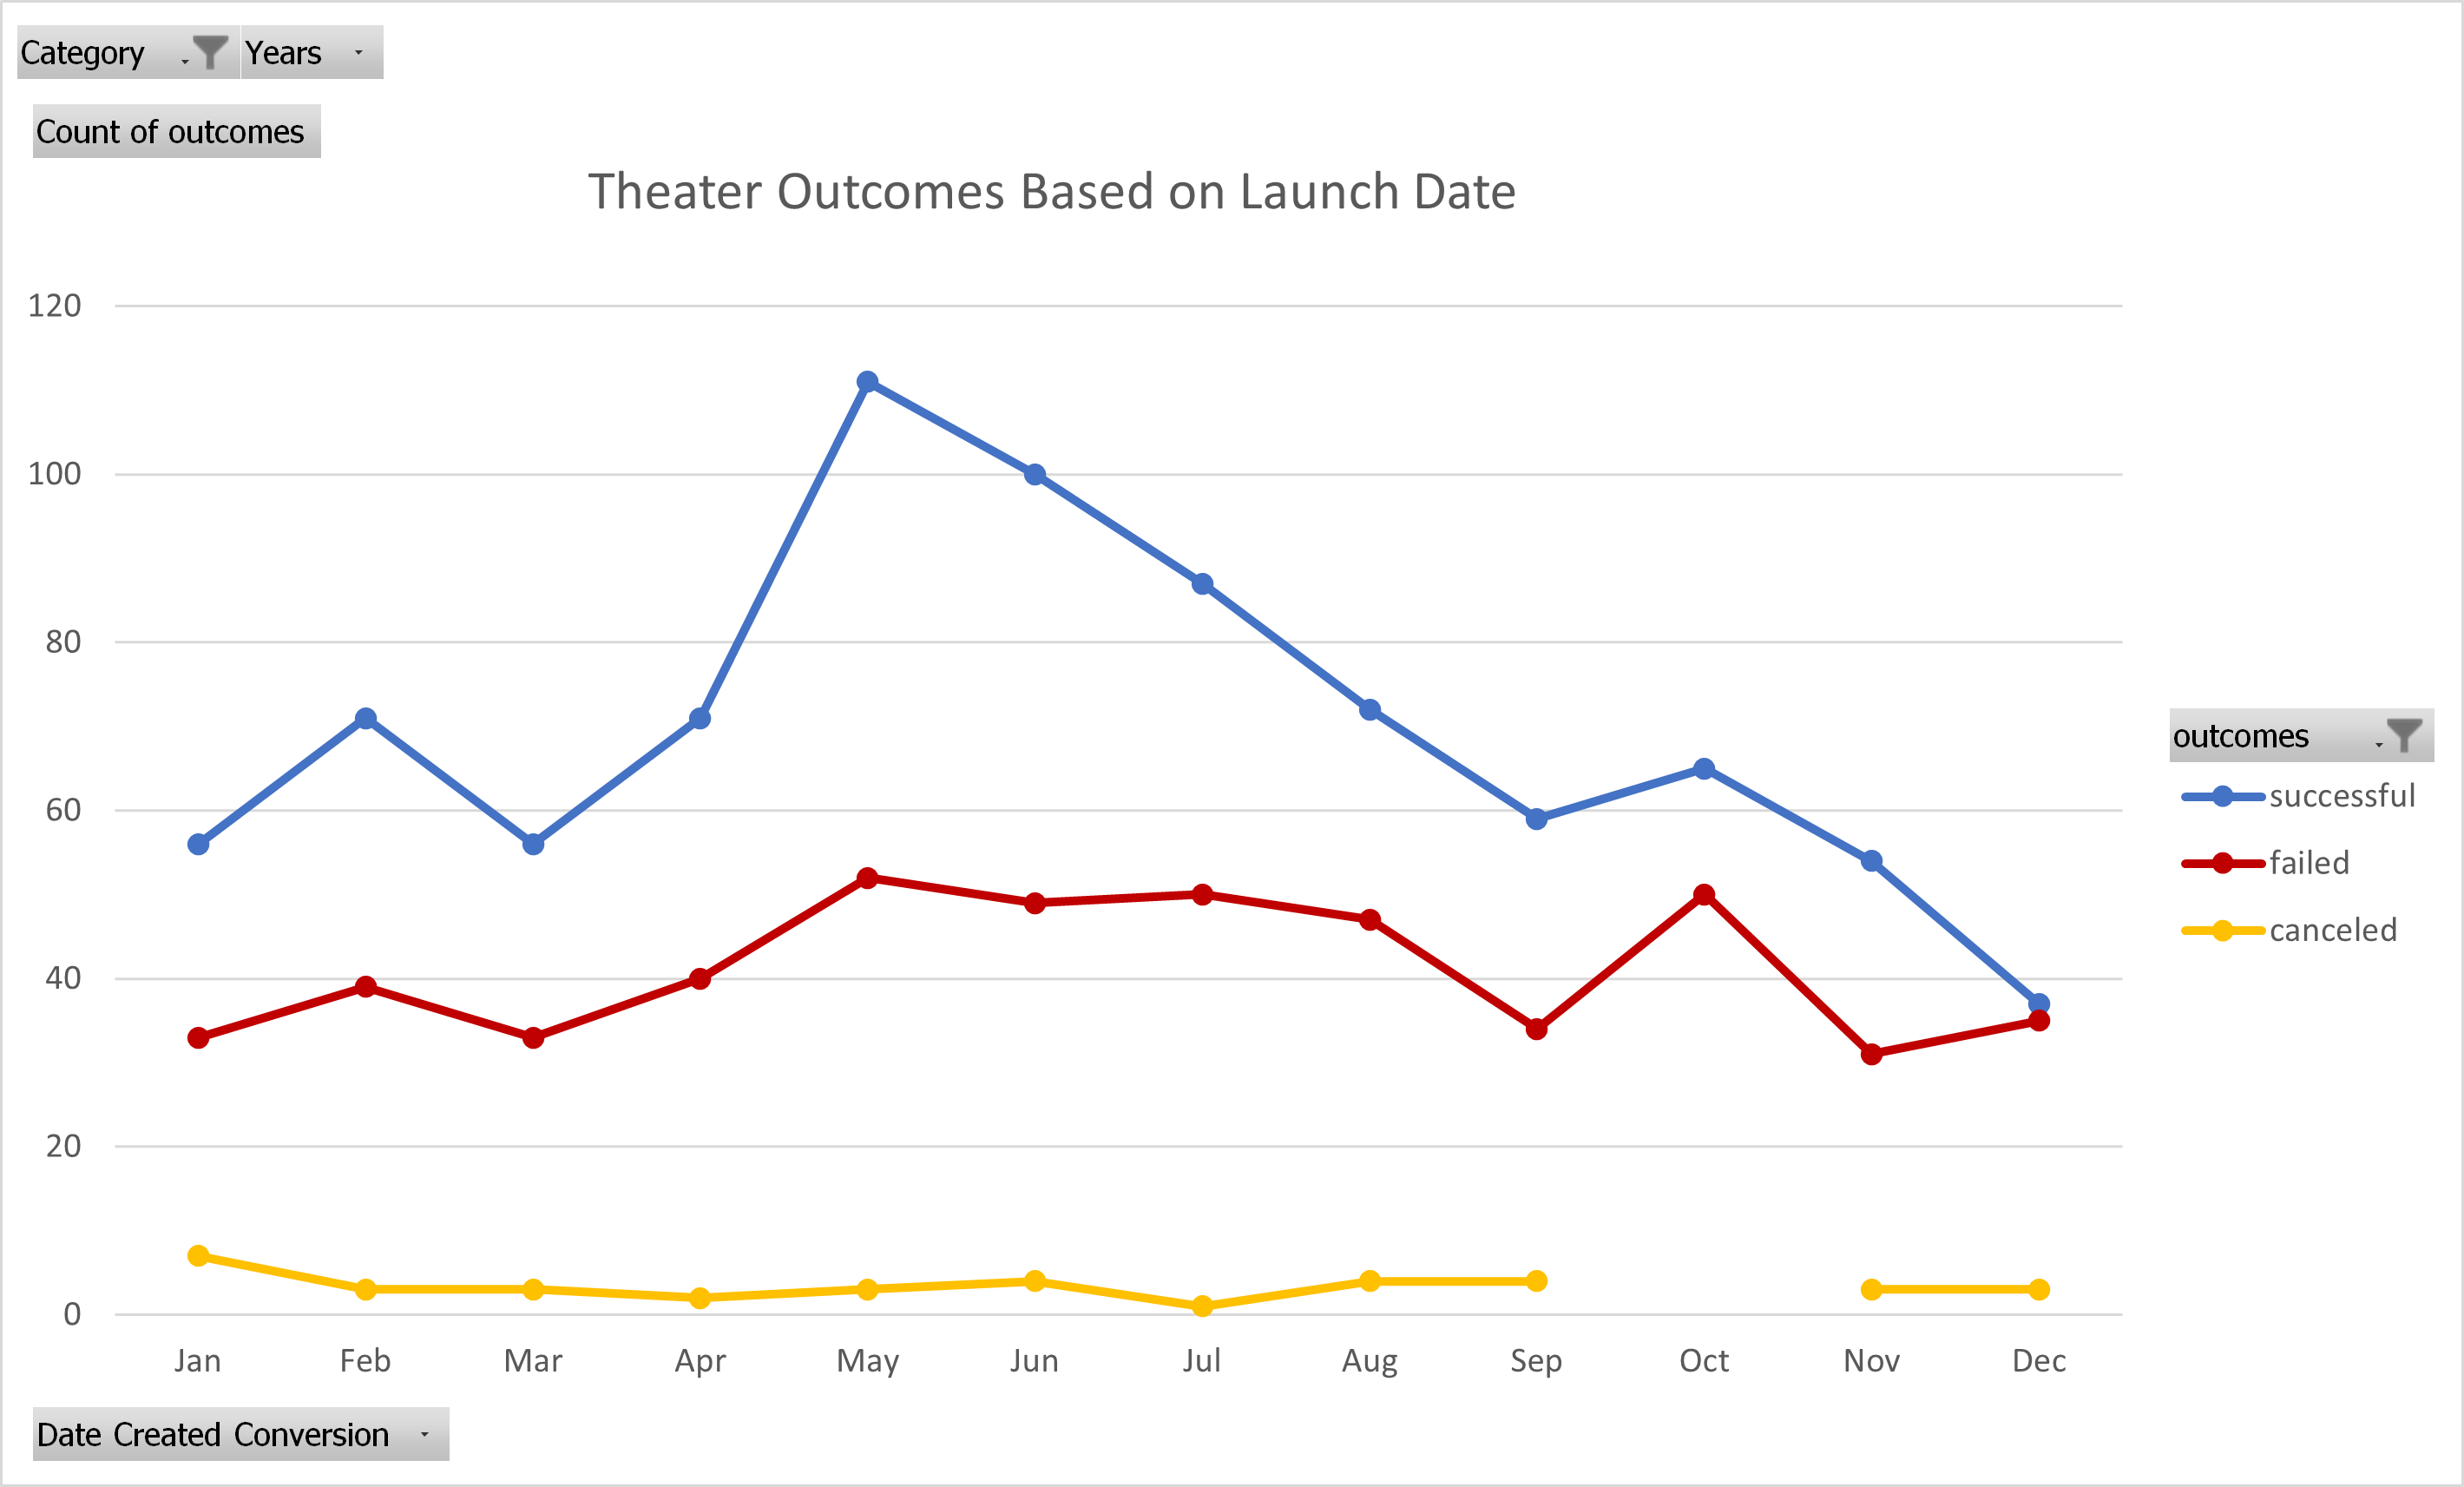 Category Years
Count of outcomes
Theater Outcomes Based on Launch Date
120
100
80
60
40
20
0
Jan Feb Mar Apr May Jun Jul Aug Sep Oct Nov Dec
outcomes
successful
failed
canceled
Date Created Conversion